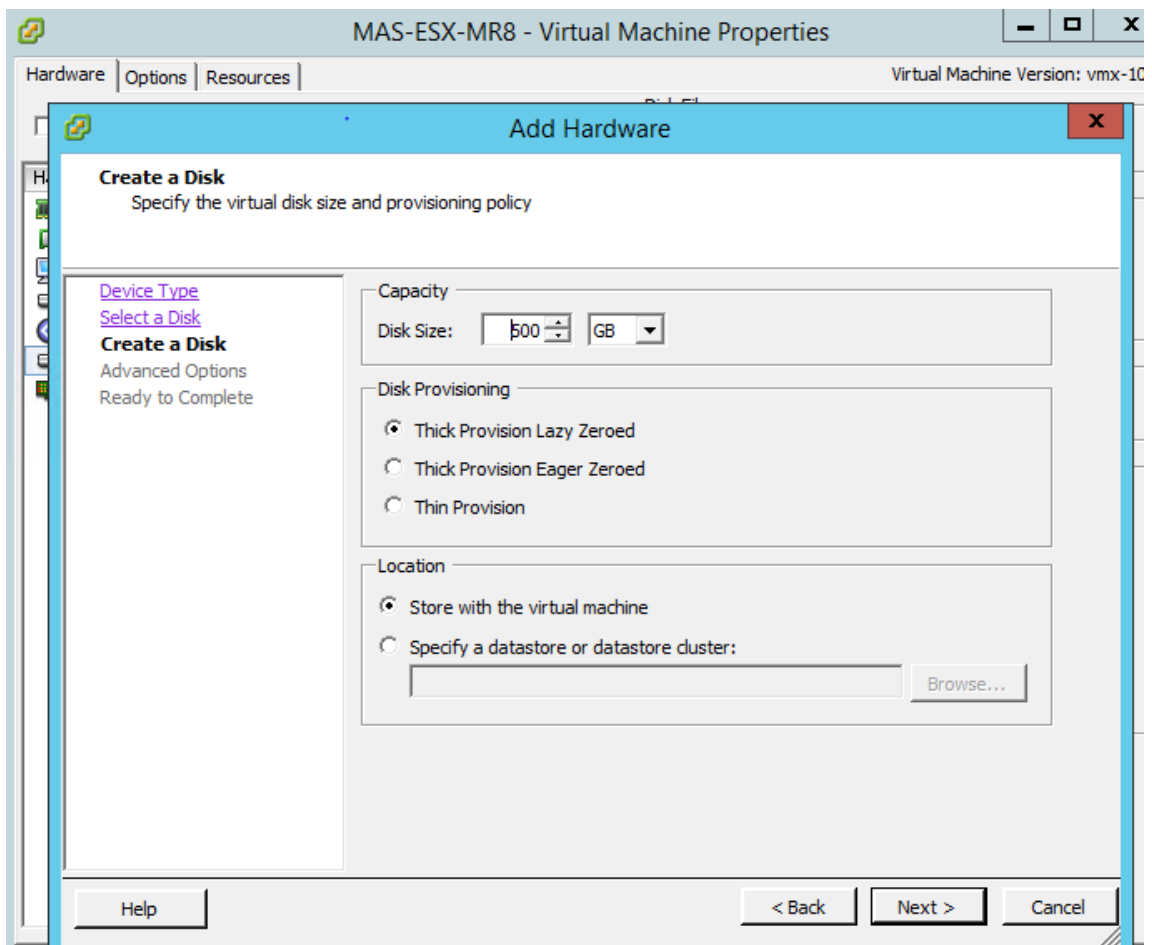 MAS-ESX-MR8 - Virtual Machine Properties
Hardware Options Resources Virtual Machine Version: vmx-10
Add Hardware
Create a Disk
Specify the virtual disk size and provisioning policy
Device Type
Select a Disk
Create a Disk
Advanced Options
Ready to Complete
Capacity
Disk Size: 500 GB
Disk Provisioning
Thick Provision Lazy Zeroed
Thick Provision Eager Zeroed
Thin Provision
Location
Store with the virtual machine
Specify a datastore or datastore cluster:
Browse...
Help < Back Next > Cancel